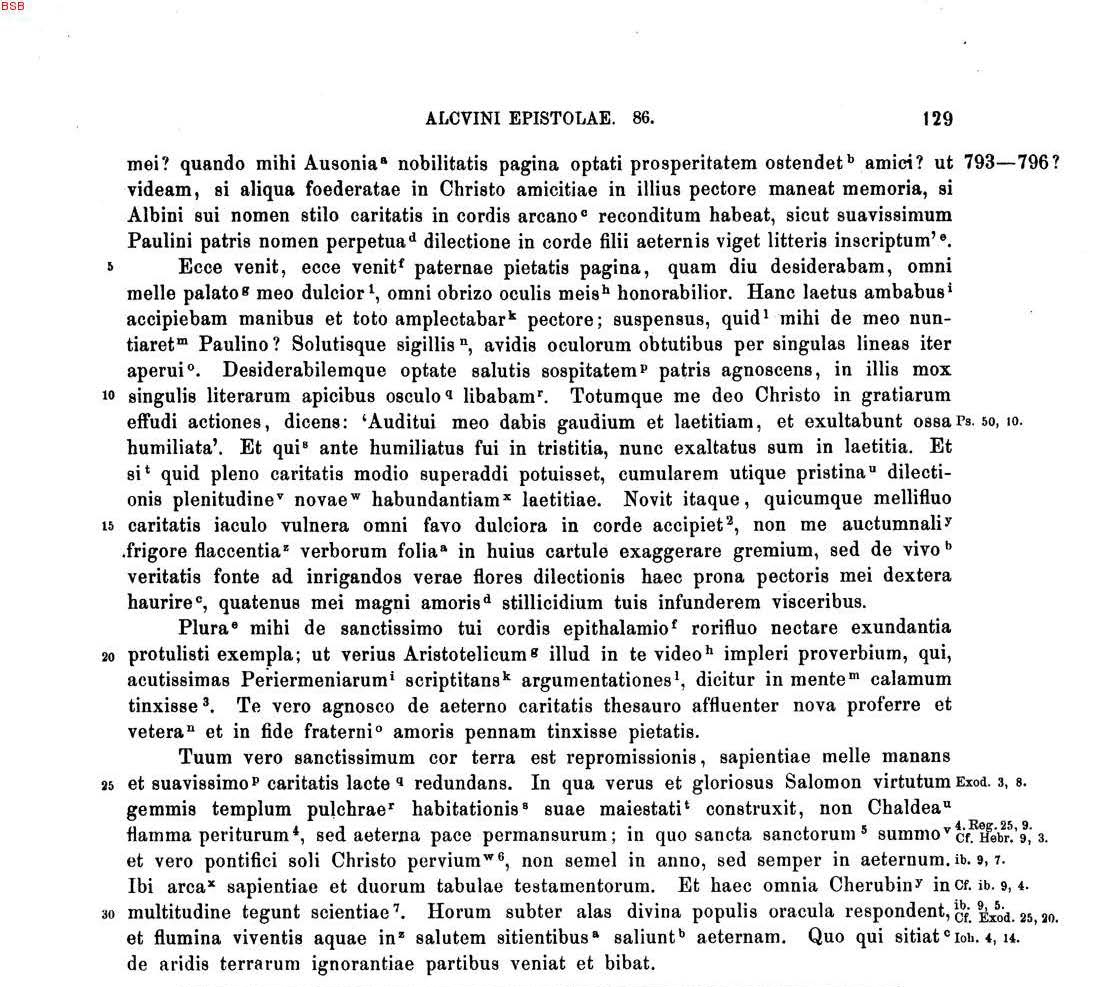 BSB
ALCVINI EPISTOLAE. 86. 129
mei? quando mihi Ausonia ᵃ nobilitatis pagina optati prosperitatem ostendet ᵇ amici? ut 793—796?
videam, si aliqua foederatae in Christo amicitiae in illius pectore maneat memoria, si
Albini sui nomen stilo caritatis in cordis arcano ᶜ reconditum habeat, sicut suavissimum
Paulini patris nomen perpetua ᵈ dilectione in corde filii aeternis viget litteris inscriptum’ ᵉ.
5 Ecce venit, ecce venit ᶠ paternae pietatis pagina, quam diu desiderabam, omni
melle palato ᵍ meo dulcior ¹, omni obrizo oculis meis ʰ honorabilior. Hanc laetus ambabus ⁱ
accipiebam manibus et toto amplectabar ᵏ pectore; suspensus, quid ˡ mihi de meo nun-
tiaret ᵐ Paulino? Solutisque sigillis ⁿ, avidis oculorum obtutibus per singulas lineas iter
aperui ᵒ. Desiderabilemque optate salutis sospitatem ᵖ patris agnoscens, in illis mox
10 singulis literarum apicibus osculo q libabam ʳ. Totumque me deo Christo in gratiarum
effudi actiones, dicens: ‘Auditui meo dabis gaudium et laetitiam, et exultabunt ossa Ps. 50, 10.
humiliata’. Et qui ˢ ante humiliatus fui in tristitia, nunc exaltatus sum in laetitia. Et
si ᵗ quid pleno caritatis modio superaddi potuisset, cumularem utique pristina ᵘ dilecti-
onis plenitudine ᵛ novae ʷ habundantiam ˣ laetitiae. Novit itaque, quicumque mellifluo
15 caritatis iaculo vulnera omni favo dulciora in corde accipiet ², non me auctumnali ʸ
frigore flaccentia ᶻ verborum folia ᵃ in huius cartule exaggerare gremium, sed de vivo ᵇ
veritatis fonte ad inrigandos verae flores dilectionis haec prona pectoris mei dextera
haurire ᶜ, quatenus mei magni amoris ᵈ stillicidium tuis infunderem visceribus.
Plura ᵉ mihi de sanctissimo tui cordis epithalamio ᶠ rorifluo nectare exundantia
20 protulisti exempla; ut verius Aristotelicum ᵍ illud in te video ʰ impleri proverbium, qui,
acutissimas Periermeniarum ⁱ scriptitans ᵏ argumentationes ˡ, dicitur in mente ᵐ calamum
tinxisse ³. Te vero agnosco de aeterno caritatis thesauro affluenter nova proferre et
vetera ⁿ et in fide fraterni ᵒ amoris pennam tinxisse pietatis.
Tuum vero sanctissimum cor terra est repromissionis, sapientiae melle manans
25 et suavissimo ᵖ caritatis lacte q redundans. In qua verus et gloriosus Salomon virtutum Exod. 3, 8.
gemmis templum pulchrae ʳ habitationis ˢ suae maiestati ᵗ construxit, non Chaldea ᵘ
flamma periturum ⁴, sed aeterna pace permansurum; in quo sancta sanctorum ⁵ summo ᵛ 4. Reg. 25, 9. Cf. Hebr. 9, 3.
et vero pontifici soli Christo pervium ʷ ⁶, non semel in anno, sed semper in aeternum. ib. 9, 7.
Ibi arca ˣ sapientiae et duorum tabulae testamentorum. Et haec omnia Cherubin ʸ in Cf. ib. 9, 4.
30 multitudine tegunt scientiae ⁷. Horum subter alas divina populis oracula respondent, ib. 9, 5. Cf. Exod. 25, 20.
et flumina viventis aquae in ᶻ salutem sitientibus ᵃ saliunt ᵇ aeternam. Quo qui sitiat ᶜ Ioh. 4, 14.
de aridis terrarum ignorantiae partibus veniat et bibat.